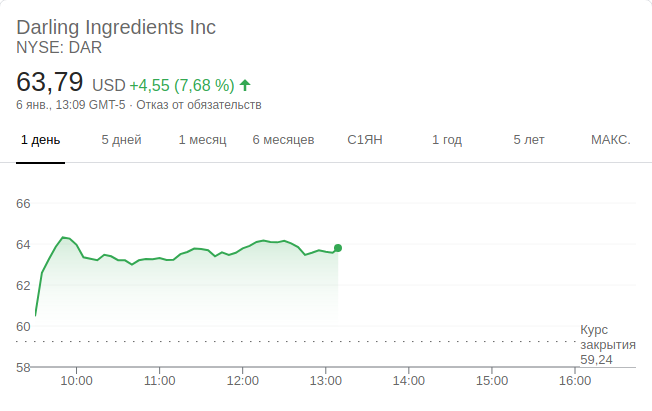 Darling Ingredients Inc
NYSE: DAR
63,79 USD +4,55 (7,68 %)
6 янв., 13:09 GMT-5 · Отказ от обязательств
1 день 5 дней 1 месяц 6 месяцев С1ЯН 1 год 5 лет МАКС.
66
64
62
60
Курс
закрытия
59,24
58
10:00 11:00 12:00 13:00 14:00 15:00 16:00